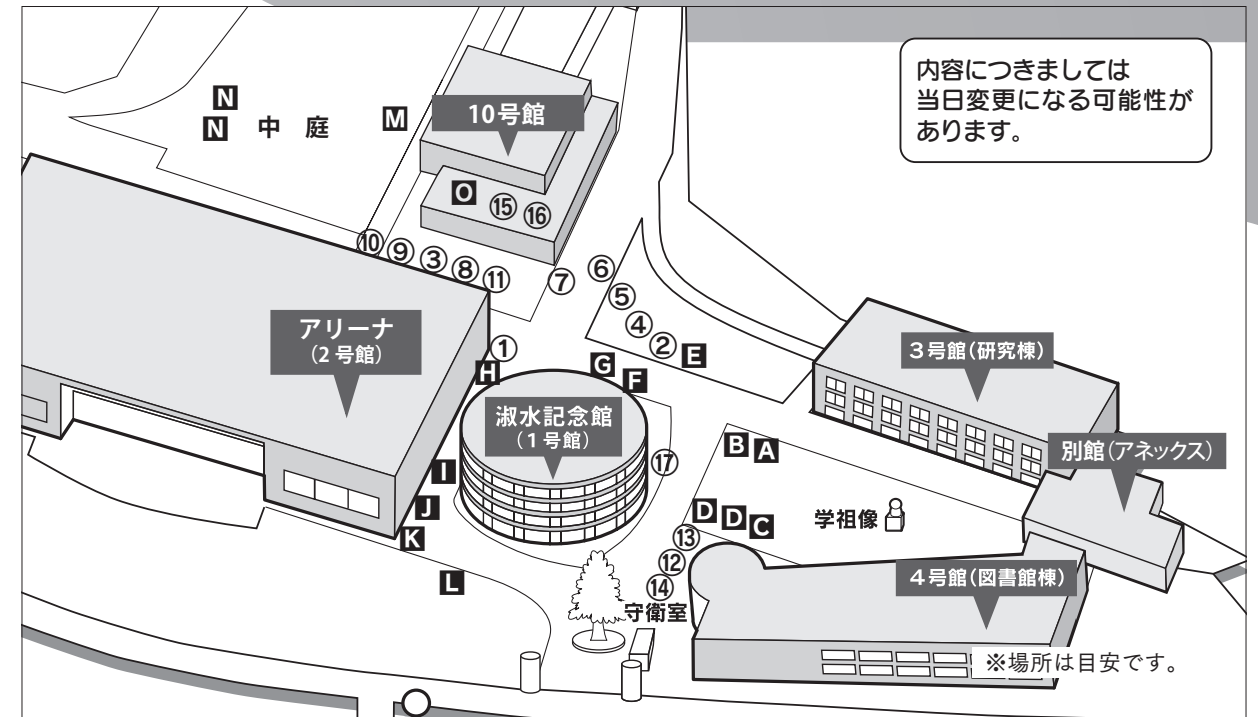 内容につきましては
当日変更になる可能性が
あります。
N
N 中 庭
M
10号館
O ⑮ ⑯
⑩ ⑨ ③ ⑧ ⑪
⑦
⑥
⑤
④
② E
アリーナ
(2 号館)
①
H
G
F
3号館(研究棟)
淑水記念館
(1号館)
⑰
別館(アネックス)
B A
I
J
K
L
D D C
学祖像
⑬
⑫
⑭
守衛室
4号館(図書館棟)
※場所は目安です。